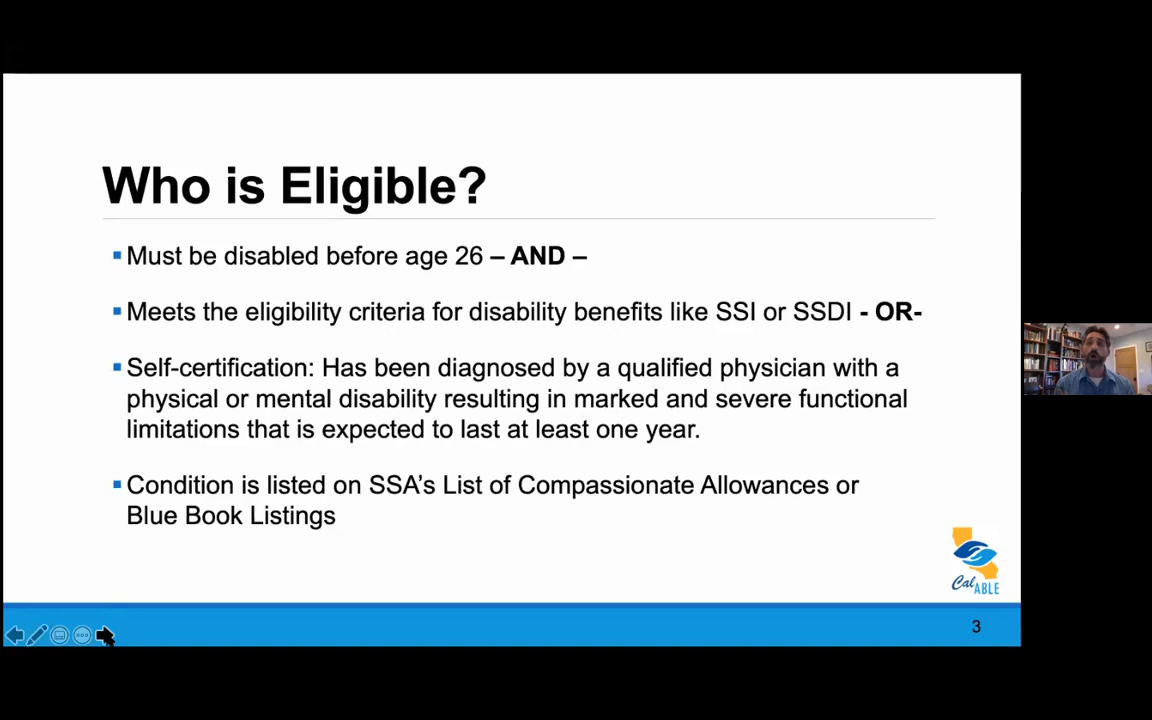 Who is Eligible?
Must be disabled before age 26 – AND –
Meets the eligibility criteria for disability benefits like SSI or SSDI - OR-
Self-certification: Has been diagnosed by a qualified physician with a
physical or mental disability resulting in marked and severe functional
limitations that is expected to last at least one year.
Condition is listed on SSA’s List of Compassionate Allowances or
Blue Book Listings
Cal ABLE
3